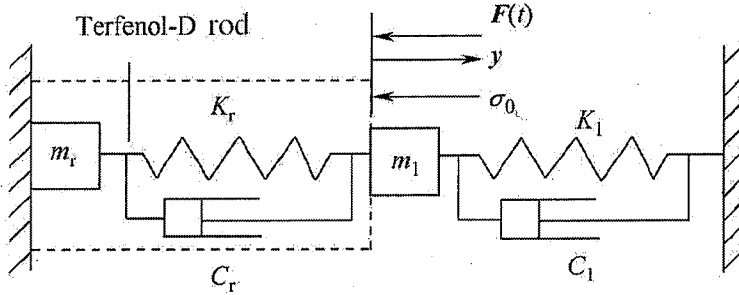 Terfenol-D rod
F(t)
y
σ₀
Kᵣ
K₁
mᵣ
m₁
Cᵣ
C₁